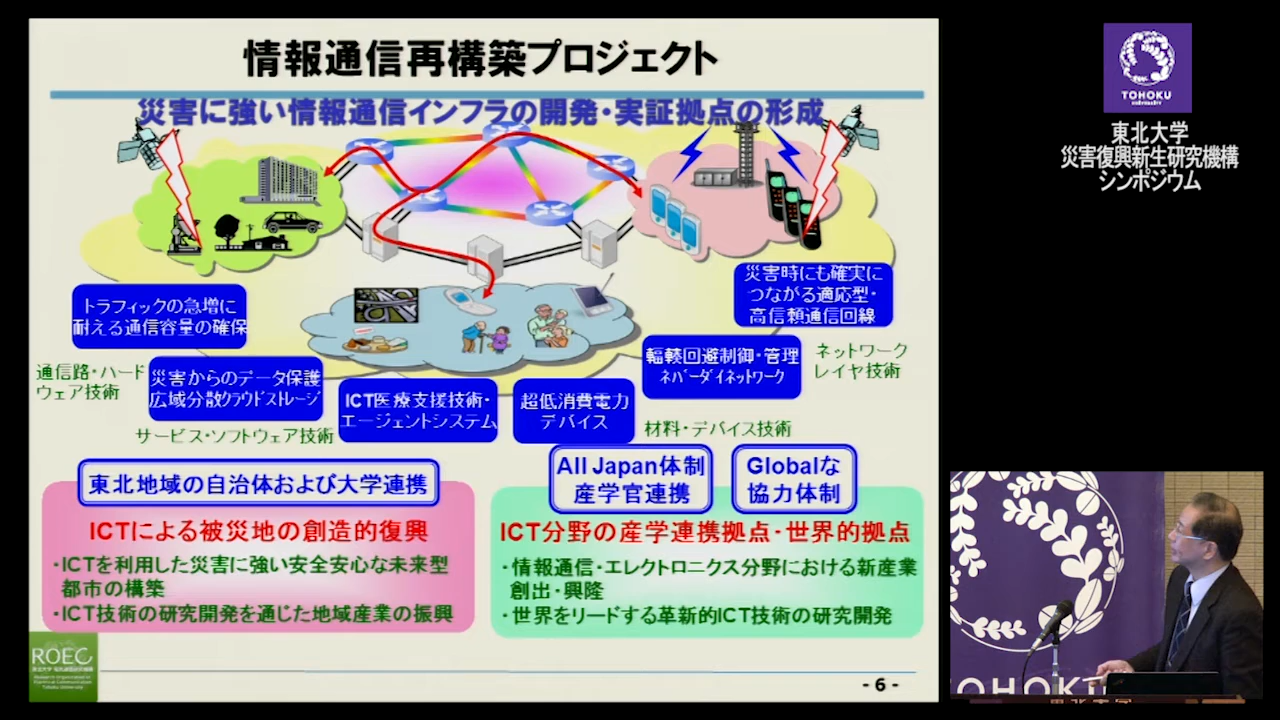 情報通信再構築プロジェクト
災害に強い情報通信インフラの開発・実証拠点の形成
トラフィックの急増に
耐える通信容量の確保
災害時にも確実に
つながる適応型・
高信頼通信回線
通信路・ハード
ウェア技術
災害からのデータ保護
広域分散クラウドストレージ
輻輳回避制御・管理
ネバーダイネットワーク
ネットワーク
レイヤ技術
ICT医療支援技術・
エージェントシステム
超低消費電力
デバイス
サービス・ソフトウェア技術
材料・デバイス技術
東北地域の自治体および大学連携
All Japan体制
産学官連携
Globalな
協力体制
ICTによる被災地の創造的復興
・ICTを利用した災害に強い安全安心な未来型
都市の構築
・ICT技術の研究開発を通じた地域産業の振興
ICT分野の産学連携拠点・世界的拠点
・情報通信・エレクトロニクス分野における新産業
創出・興隆
・世界をリードする革新的ICT技術の研究開発
ROEC
- 6 -
TOHOKU
UNIVERSITY
東北大学
災害復興新生研究機構
シンポジウム
TOHOKU